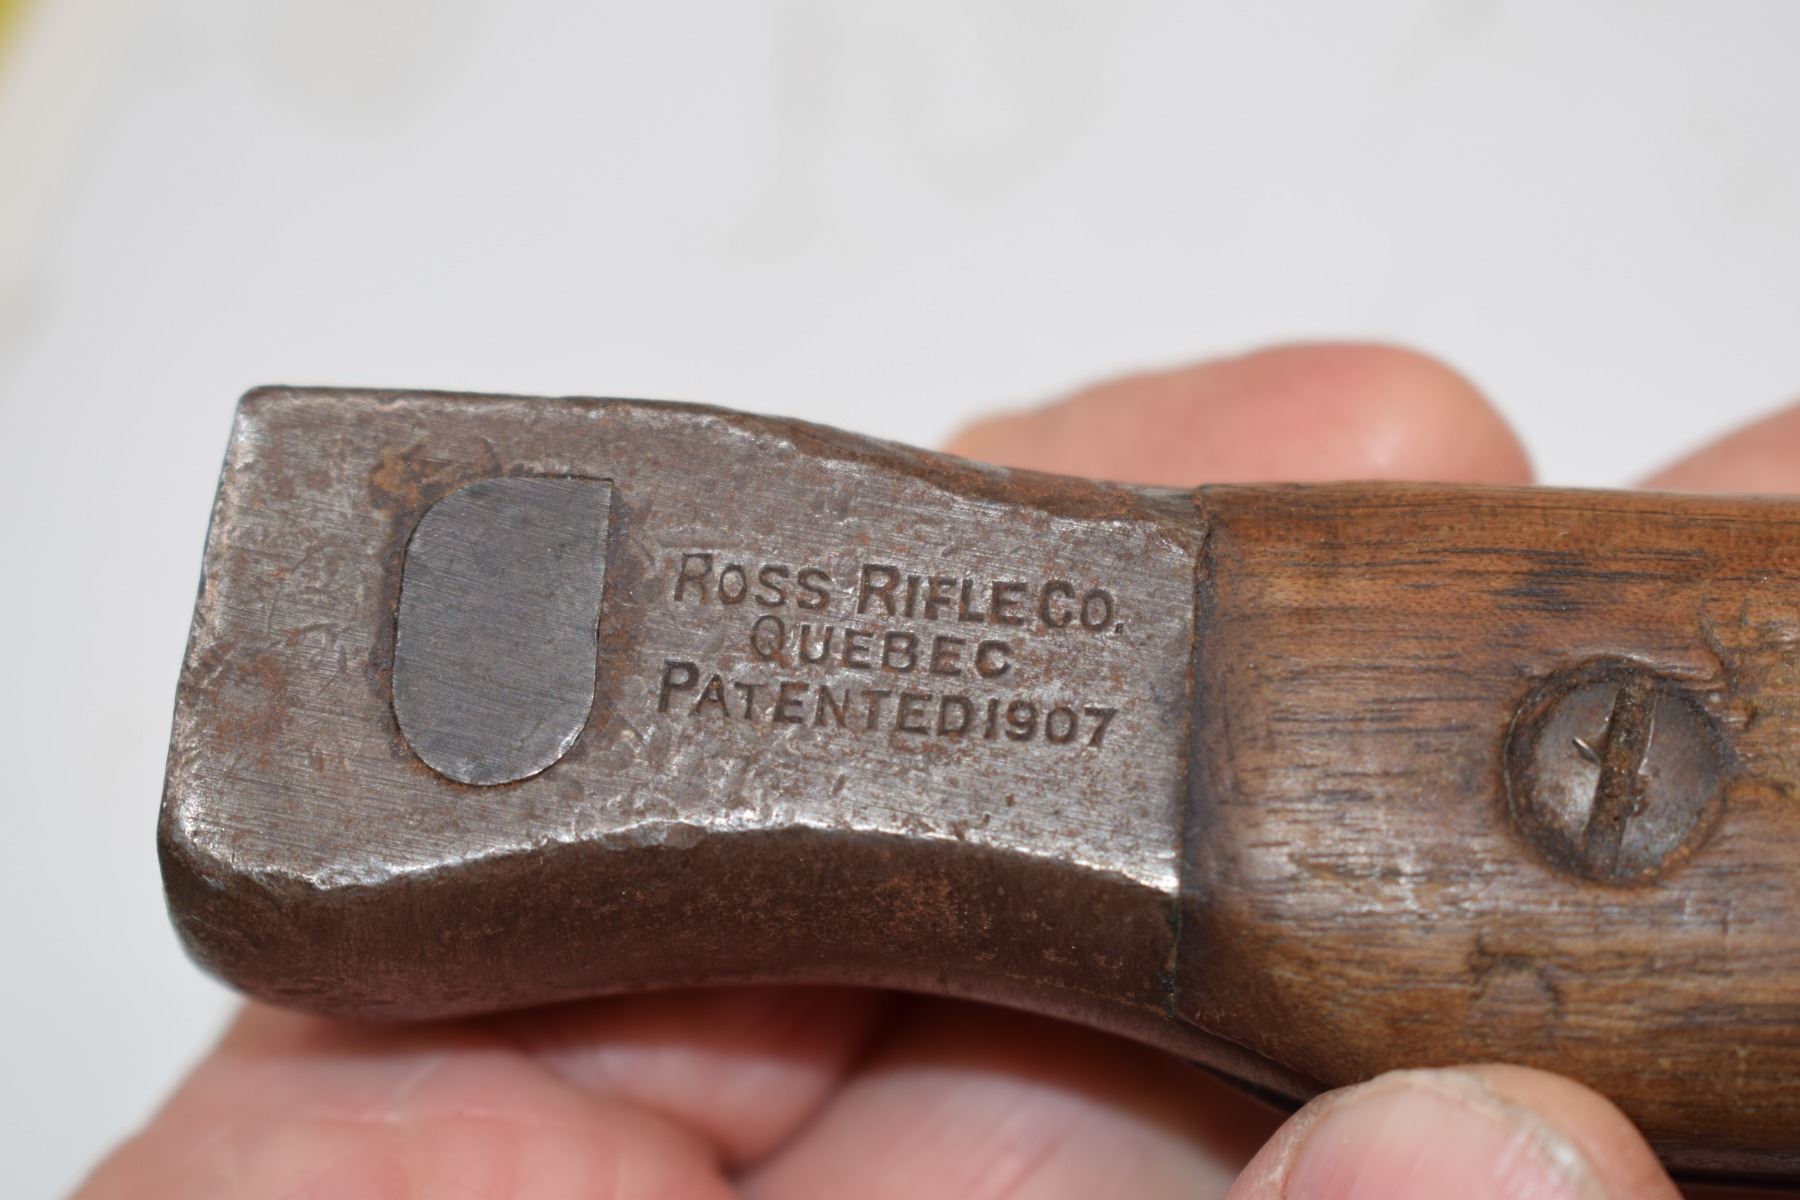 ROSS RIFLE CO.
QUEBEC
PATENTED 1907